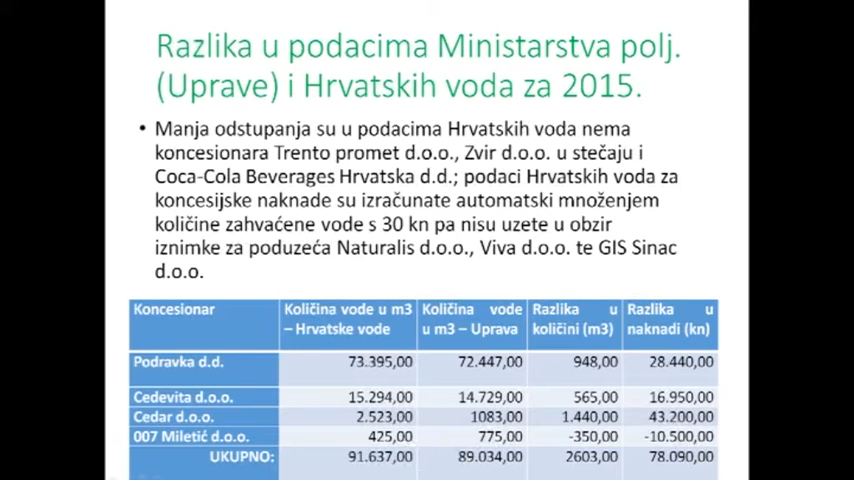 Razlika u podacima Ministarstva polj.
(Uprave) i Hrvatskih voda za 2015.
• Manja odstupanja su u podacima Hrvatskih voda nema
koncesionara Trento promet d.o.o., Zvir d.o.o. u stečaju i
Coca-Cola Beverages Hrvatska d.d.; podaci Hrvatskih voda za
koncesijske naknade su izračunate automatski množenjem
količine zahvaćene vode s 30 kn pa nisu uzete u obzir
iznimke za poduzeća Naturalis d.o.o., Viva d.o.o. te GIS Sinac
d.o.o.
Koncesionar Količina vode u m3 – Hrvatske vode Količina vode u m3 – Uprava Razlika u količini (m3) Razlika u naknadi (kn)
Podravka d.d. 73.395,00 72.447,00 948,00 28.440,00
Cedevita d.o.o. 15.294,00 14.729,00 565,00 16.950,00
Cedar d.o.o. 2.523,00 1083,00 1.440,00 43.200,00
007 Miletić d.o.o. 425,00 775,00 -350,00 -10.500,00
UKUPNO: 91.637,00 89.034,00 2603,00 78.090,00